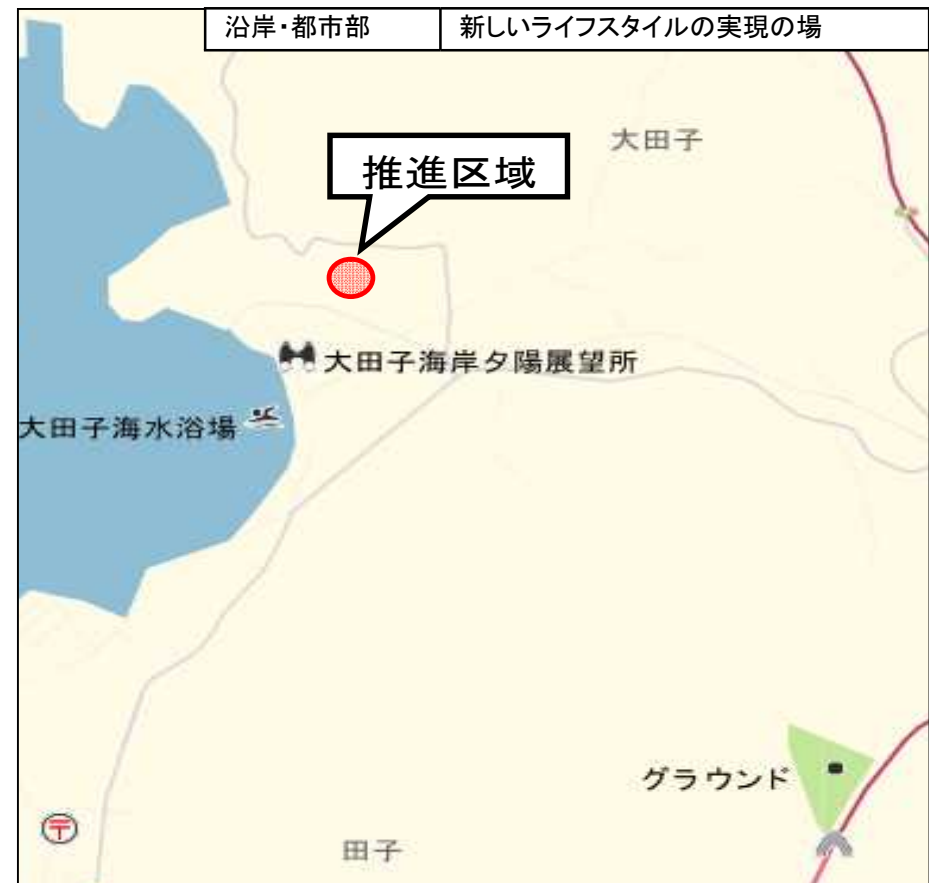 沿岸・都市部
新しいライフスタイルの実現の場
大田子
推進区域
大田子海岸夕陽展望所
大田子海水浴場
グラウンド
田子